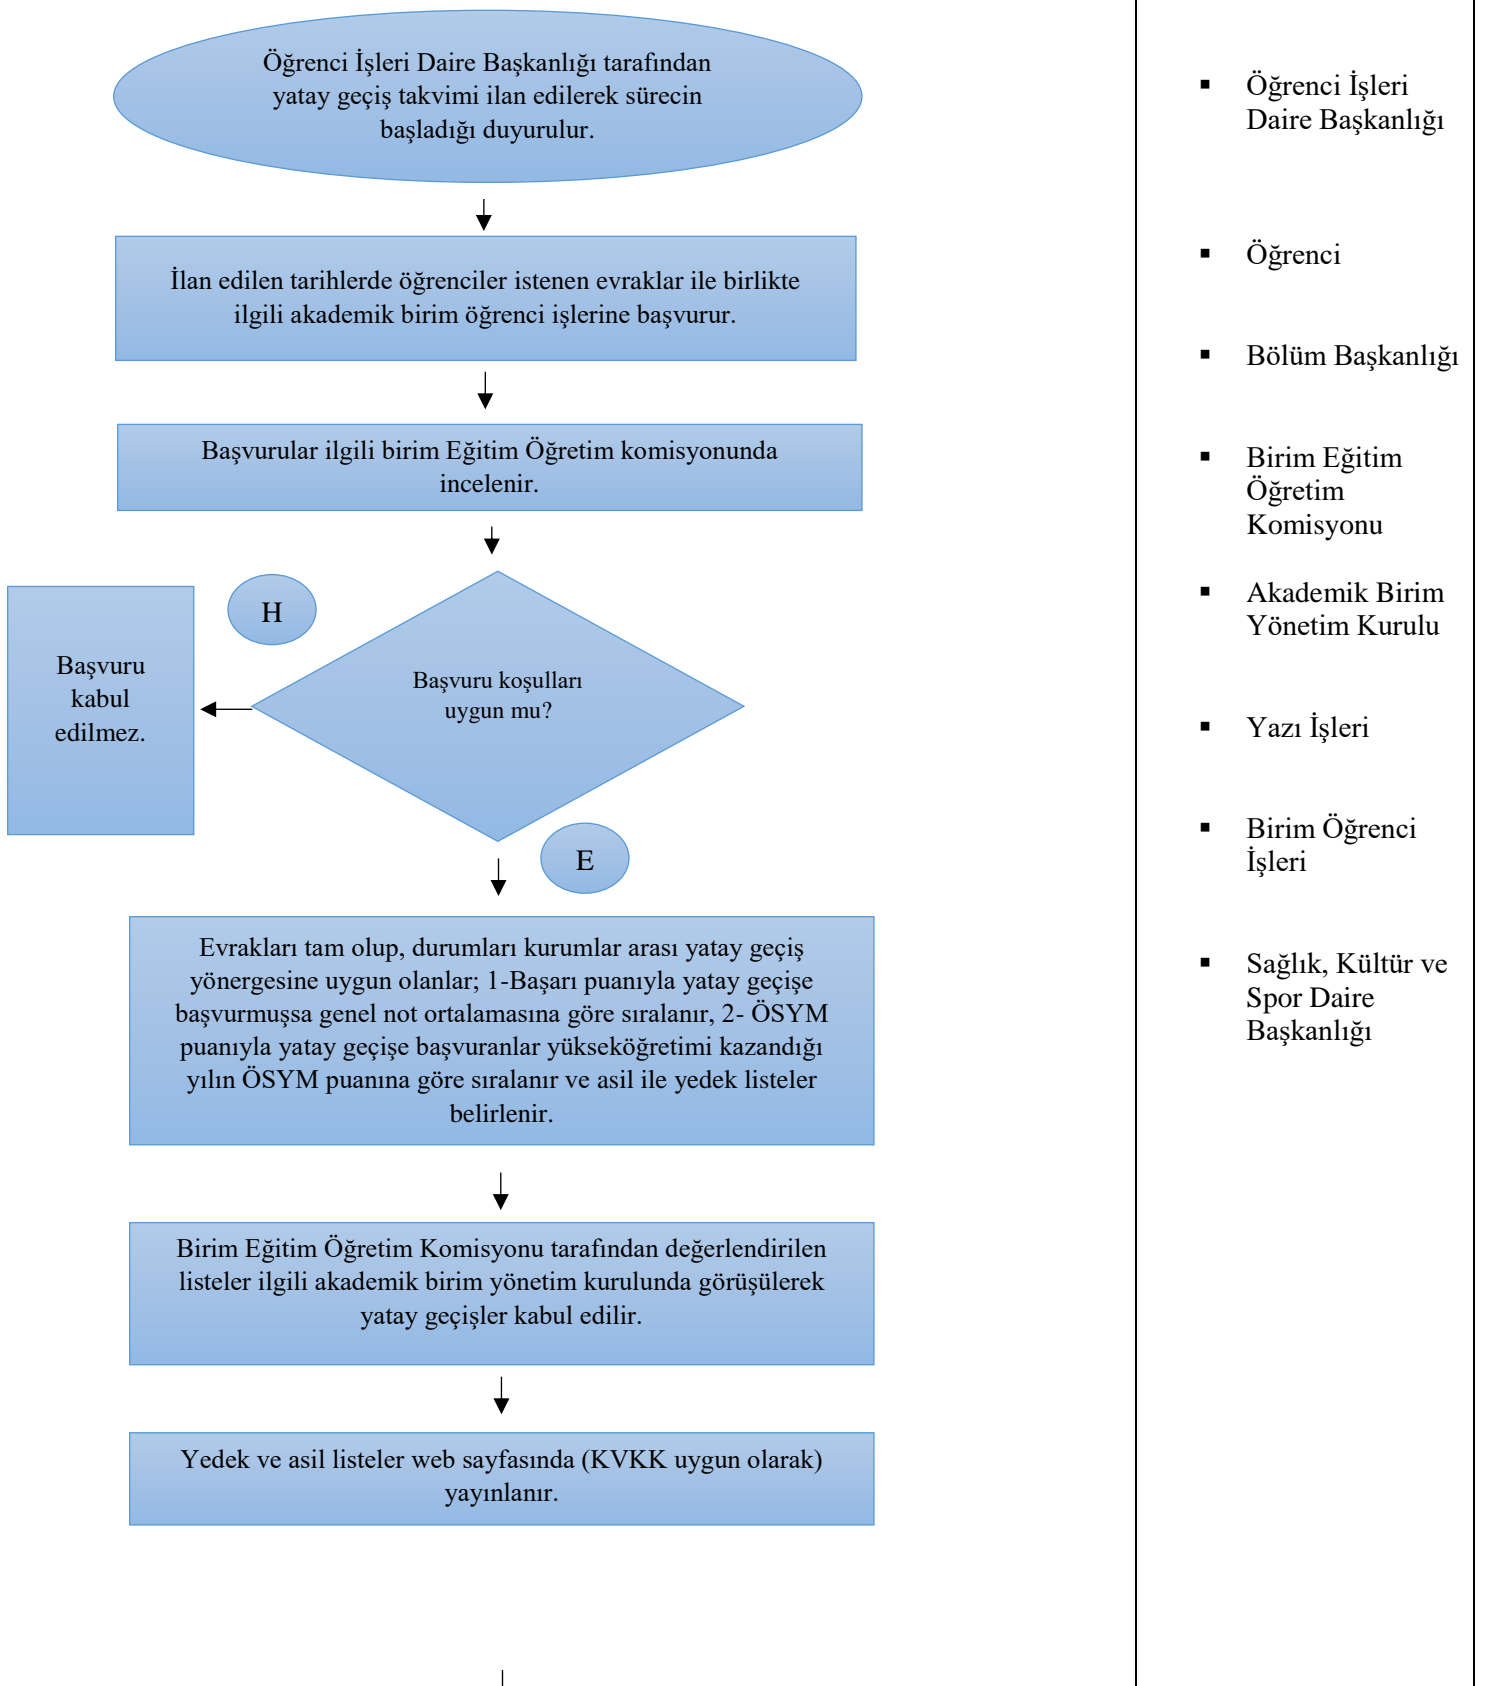 Öğrenci İşleri Daire Başkanlığı tarafından
yatay geçiş takvimi ilan edilerek sürecin
başladığı duyurulur.
İlan edilen tarihlerde öğrenciler istenen evraklar ile birlikte
ilgili akademik birim öğrenci işlerine başvurur.
Başvurular ilgili birim Eğitim Öğretim komisyonunda
incelenir.
H
Başvuru
kabul
edilmez.
Başvuru koşulları
uygun mu?
E
Evrakları tam olup, durumları kurumlar arası yatay geçiş
yönergesine uygun olanlar; 1-Başarı puanıyla yatay geçişe
başvurmuşsa genel not ortalamasına göre sıralanır, 2- ÖSYM
puanıyla yatay geçişe başvuranlar yükseköğretimi kazandığı
yılın ÖSYM puanına göre sıralanır ve asil ile yedek listeler
belirlenir.
Birim Eğitim Öğretim Komisyonu tarafından değerlendirilen
listeler ilgili akademik birim yönetim kurulunda görüşülerek
yatay geçişler kabul edilir.
Yedek ve asil listeler web sayfasında (KVKK uygun olarak)
yayınlanır.
▪ Öğrenci İşleri
Daire Başkanlığı
▪ Öğrenci
▪ Bölüm Başkanlığı
▪ Birim Eğitim
Öğretim
Komisyonu
▪ Akademik Birim
Yönetim Kurulu
▪ Yazı İşleri
▪ Birim Öğrenci
İşleri
▪ Sağlık, Kültür ve
Spor Daire
Başkanlığı